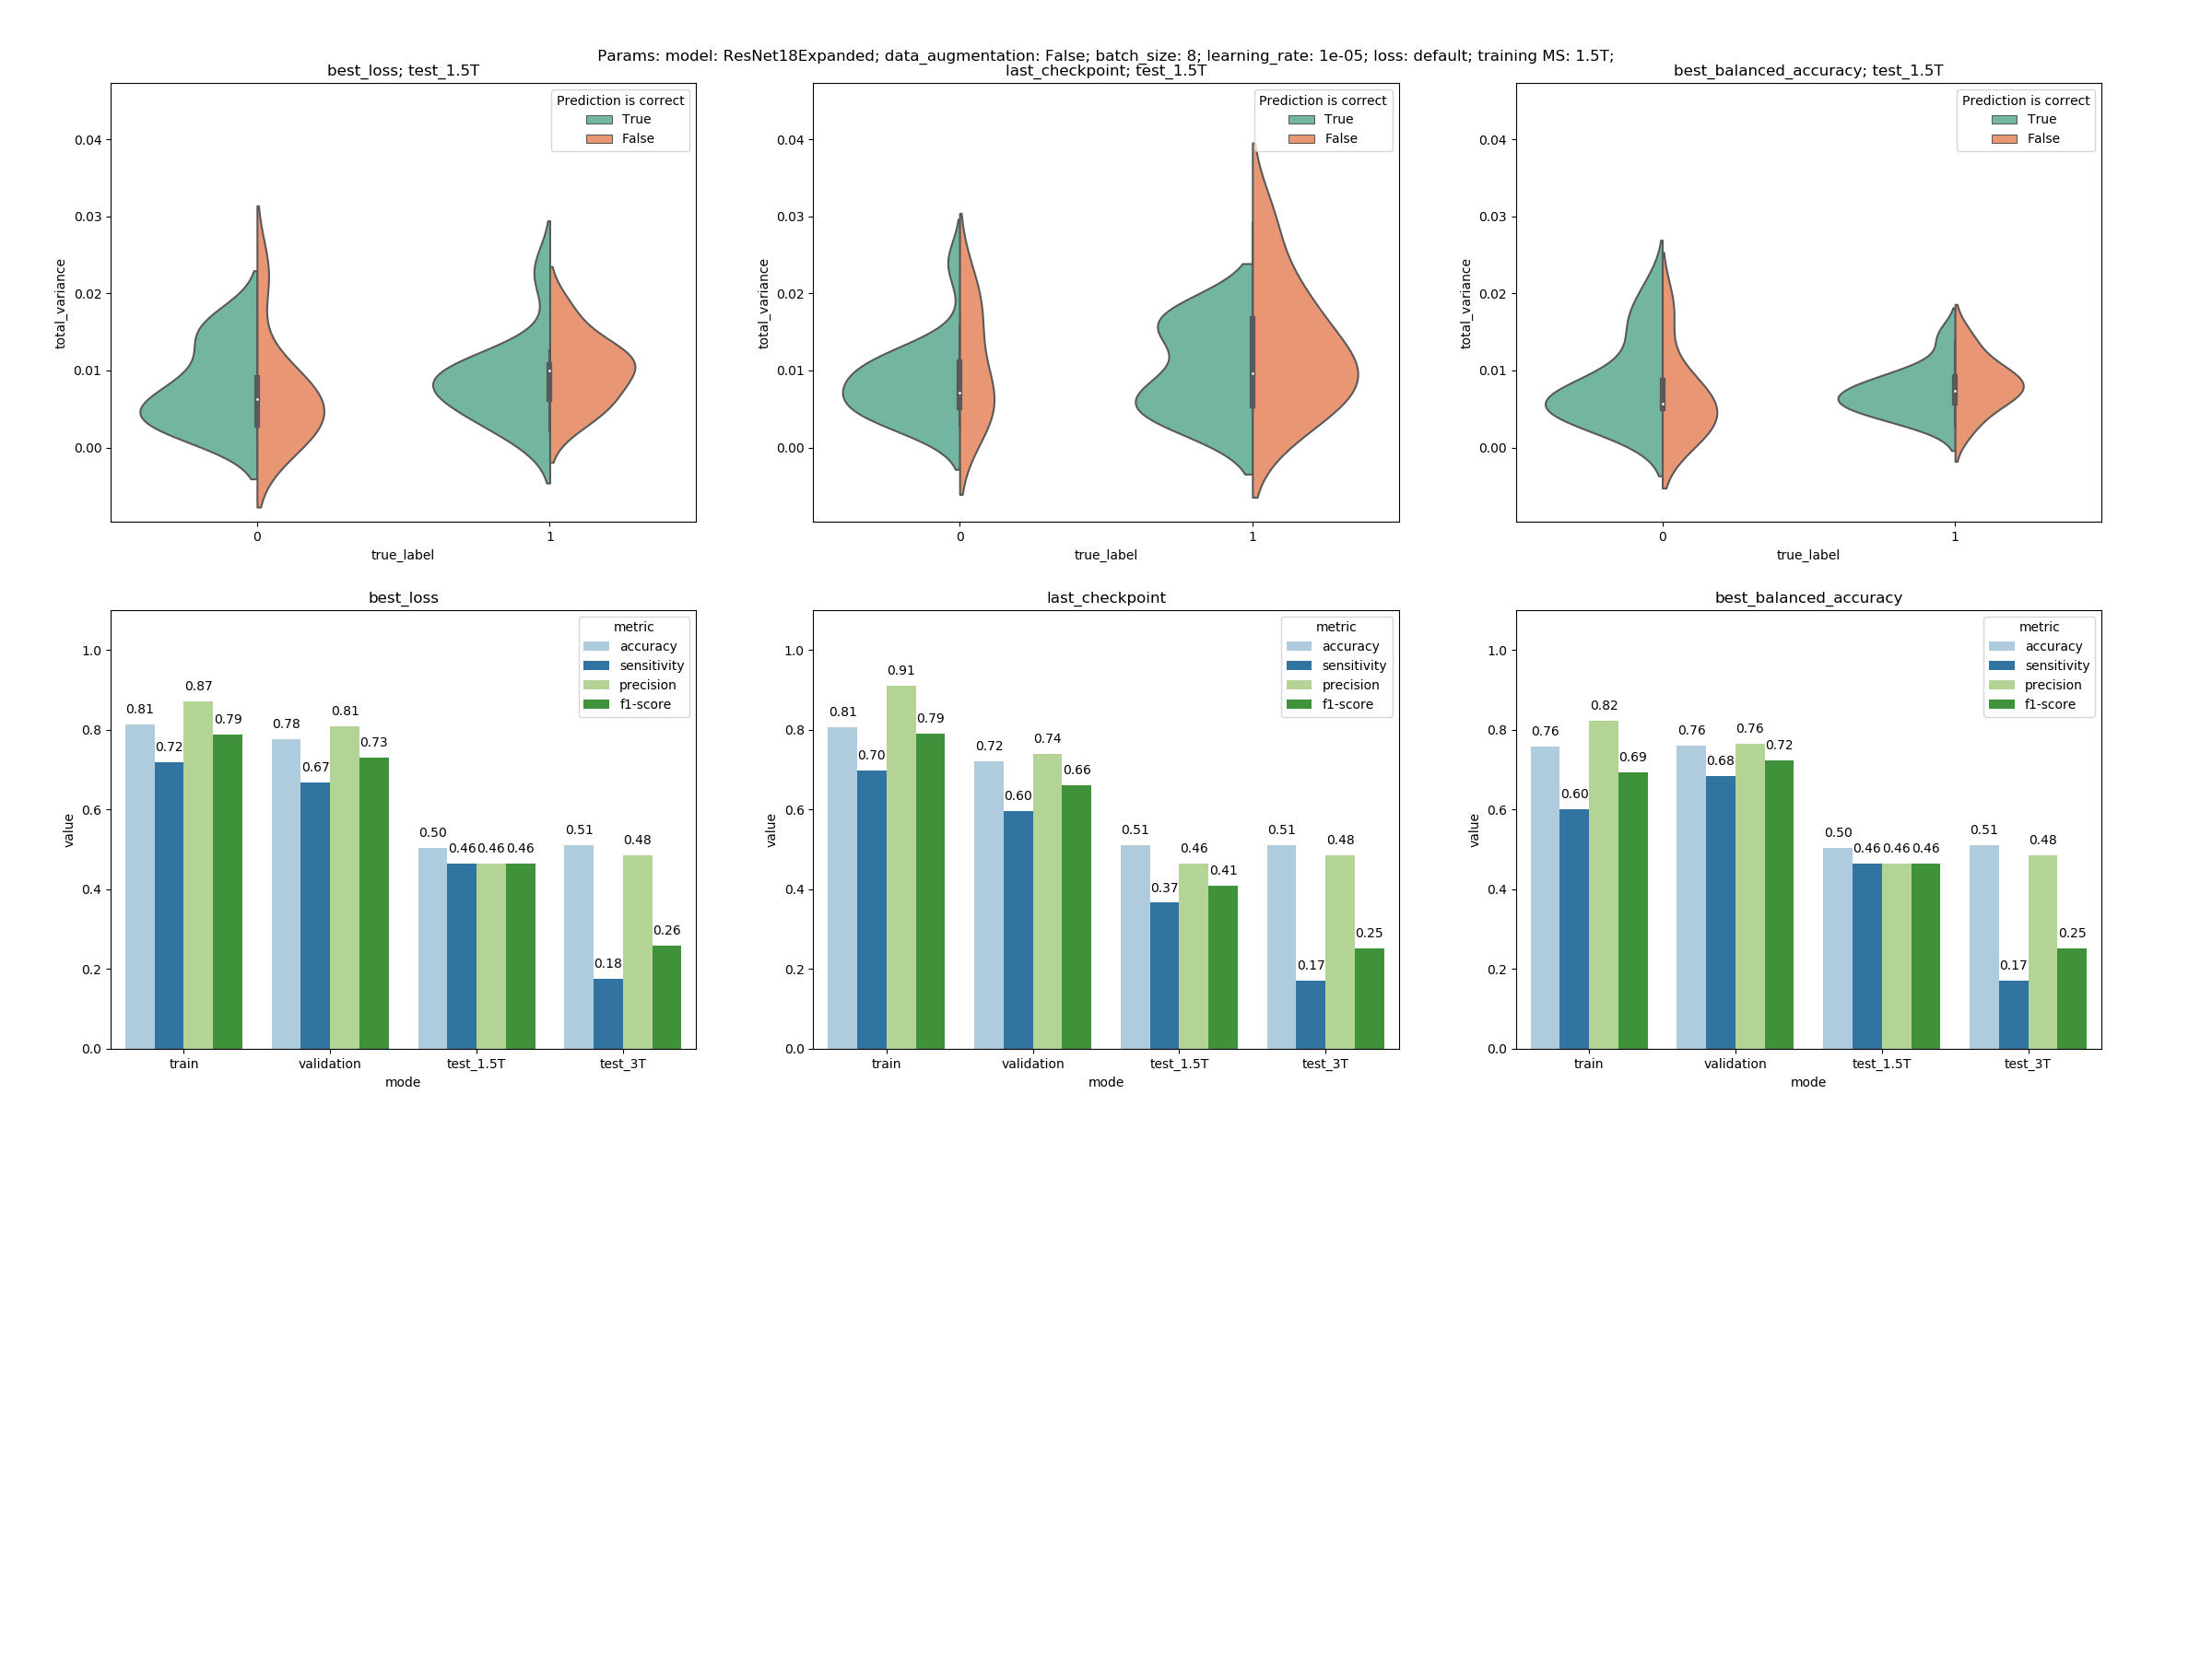 Params: model: ResNet18Expanded; data_augmentation: False; batch_size: 8; learning_rate: 1e-05; loss: default; training MS: 1.5T;
best_loss; test_1.5T
Prediction is correct
True
False
0.04
0.03
0.02
0.01
0.00
total_variance
0
1
true_label
last_checkpoint; test_1.5T
Prediction is correct
True
False
0.04
0.03
0.02
0.01
0.00
total_variance
0
1
true_label
best_balanced_accuracy; test_1.5T
Prediction is correct
True
False
0.04
0.03
0.02
0.01
0.00
total_variance
0
1
true_label
best_loss
metric
accuracy
sensitivity
precision
f1-score
1.0
0.8
0.6
0.4
0.2
0.0
value
0.81
0.72
0.87
0.79
0.78
0.67
0.81
0.73
0.50
0.46
0.46
0.46
0.51
0.18
0.48
0.26
train
validation
test_1.5T
test_3T
mode
last_checkpoint
metric
accuracy
sensitivity
precision
f1-score
1.0
0.8
0.6
0.4
0.2
0.0
value
0.81
0.70
0.91
0.79
0.72
0.60
0.74
0.66
0.51
0.37
0.46
0.41
0.51
0.17
0.48
0.25
train
validation
test_1.5T
test_3T
mode
best_balanced_accuracy
metric
accuracy
sensitivity
precision
f1-score
1.0
0.8
0.6
0.4
0.2
0.0
value
0.76
0.60
0.82
0.69
0.76
0.68
0.76
0.72
0.50
0.46
0.46
0.46
0.51
0.17
0.48
0.25
train
validation
test_1.5T
test_3T
mode